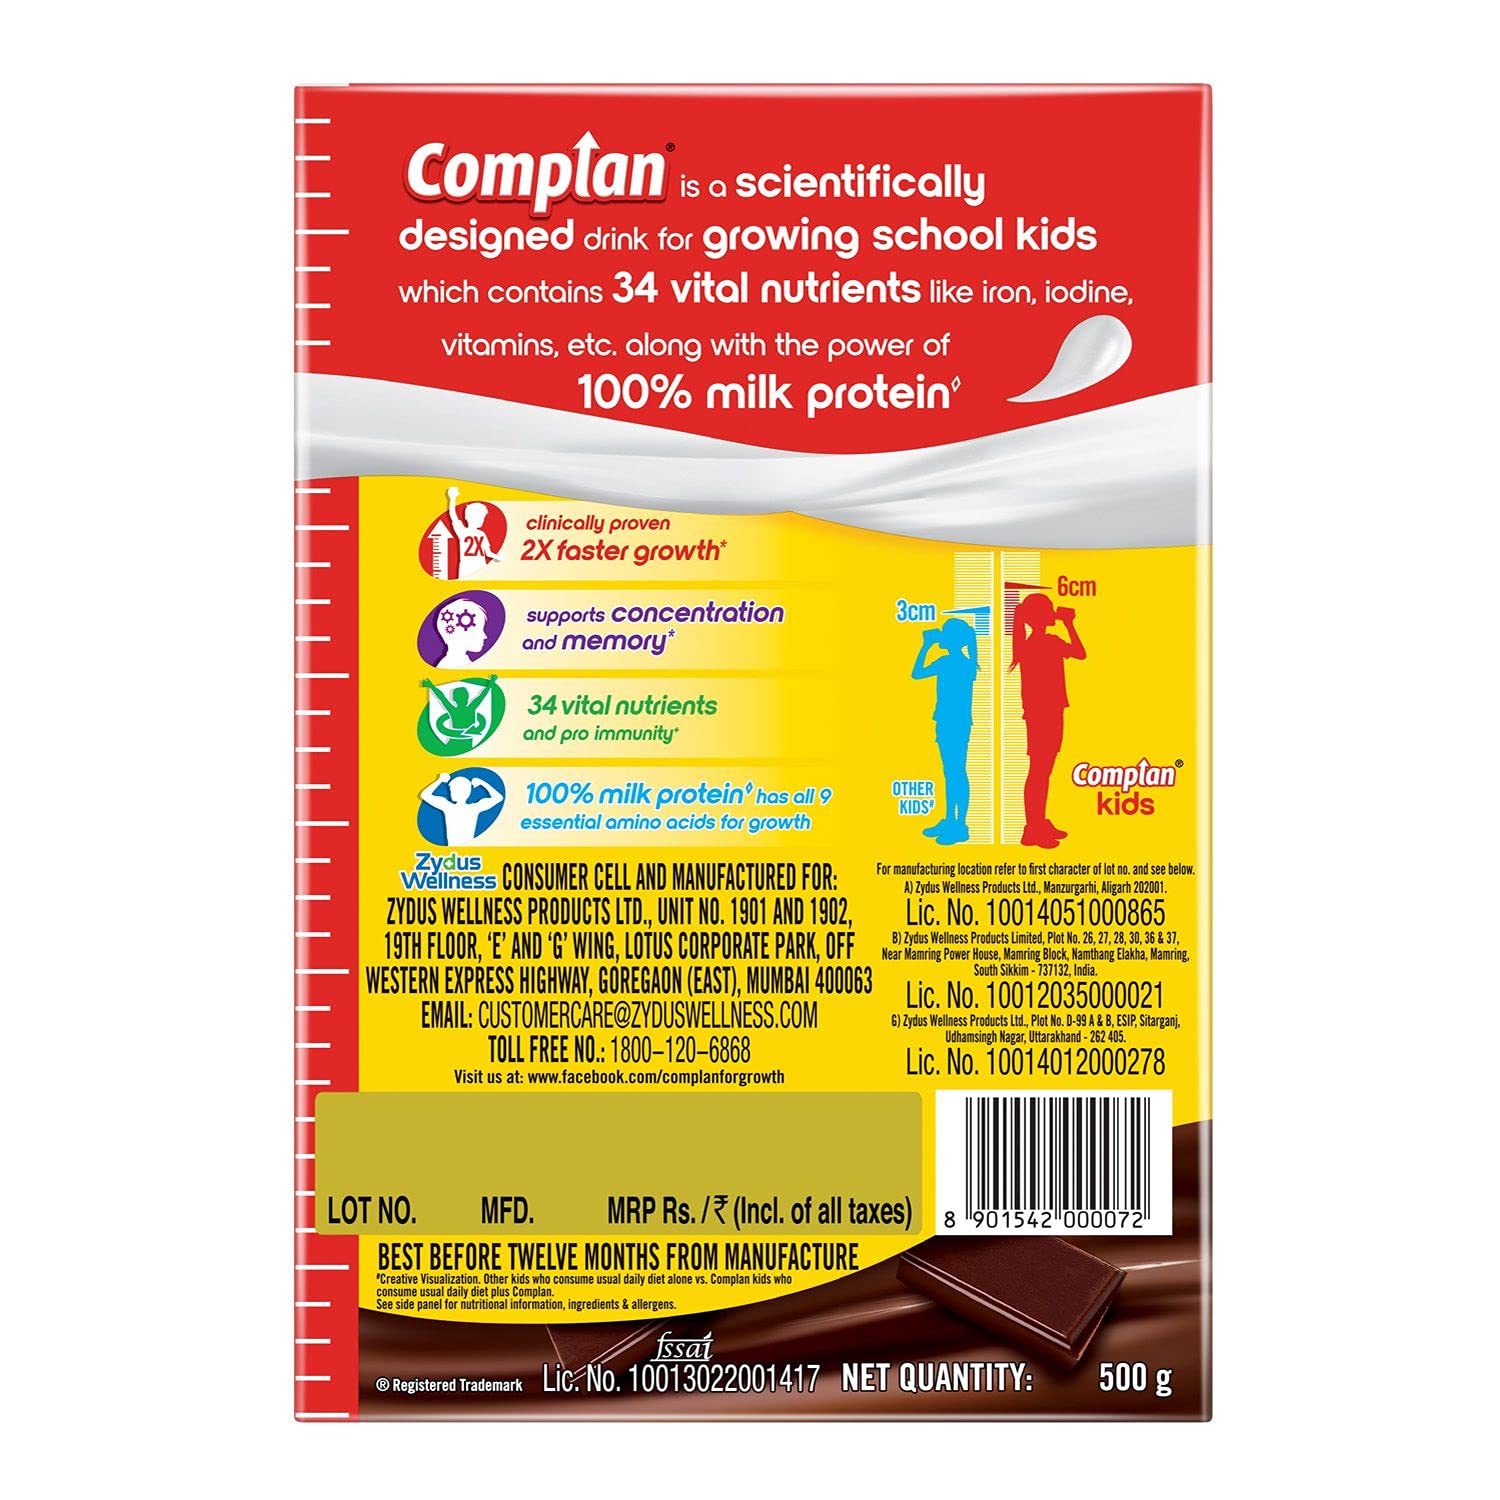 Complan® is a scientifically
designed drink for growing school kids
which contains 34 vital nutrients like iron, iodine,
vitamins, etc. along with the power of
100% milk protein◊
2X
clinically proven
2X faster growth*
supports concentration
and memory*
34 vital nutrients
and pro immunity+
100% milk protein◊ has all 9
essential amino acids for growth
3cm
6cm
OTHER
KIDS#
Complan®
kids
Zydus
Wellness CONSUMER CELL AND MANUFACTURED FOR:
ZYDUS WELLNESS PRODUCTS LTD., UNIT NO. 1901 AND 1902,
19TH FLOOR, ‘E’ AND ‘G’ WING, LOTUS CORPORATE PARK, OFF
WESTERN EXPRESS HIGHWAY, GOREGAON (EAST), MUMBAI 400063
EMAIL: CUSTOMERCARE@ZYDUSWELLNESS.COM
TOLL FREE NO.: 1800–120–6868
Visit us at: www.facebook.com/complanforgrowth
For manufacturing location refer to first character of lot no. and see below.
A) Zydus Wellness Products Ltd., Manzurgarhi, Aligarh 202001.
Lic. No. 10014051000865
B) Zydus Wellness Products Limited, Plot No. 26, 27, 28, 30, 36 & 37,
Near Mamring Power House, Mamring Block, Namthang Elakha, Mamring,
South Sikkim - 737132, India.
Lic. No. 10012035000021
G) Zydus Wellness Products Ltd., Plot No. D-99 A & B, ESIP, Sitarganj,
Udhamsingh Nagar, Uttarakhand - 262 405.
Lic. No. 10014012000278
LOT NO. MFD. MRP Rs. /₹ (Incl. of all taxes)
8 901542 000072
BEST BEFORE TWELVE MONTHS FROM MANUFACTURE
#Creative Visualization. Other kids who consume usual daily diet alone vs. Complan kids who
consume usual daily diet plus Complan.
See side panel for nutritional information, ingredients & allergens.
fssai
® Registered Trademark Lic. No. 10013022001417 NET QUANTITY: 500 g